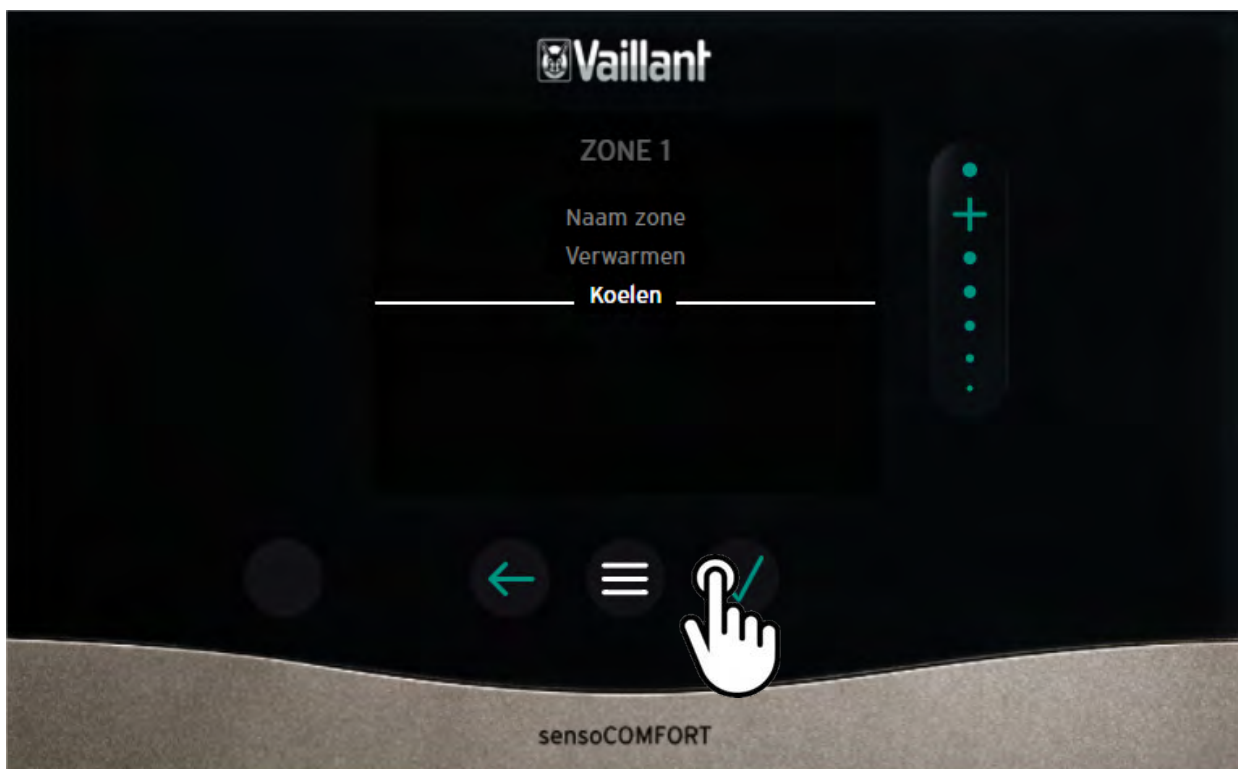 Vaillant
ZONE 1
Naam zone
Verwarmen
Koelen
sensoCOMFORT